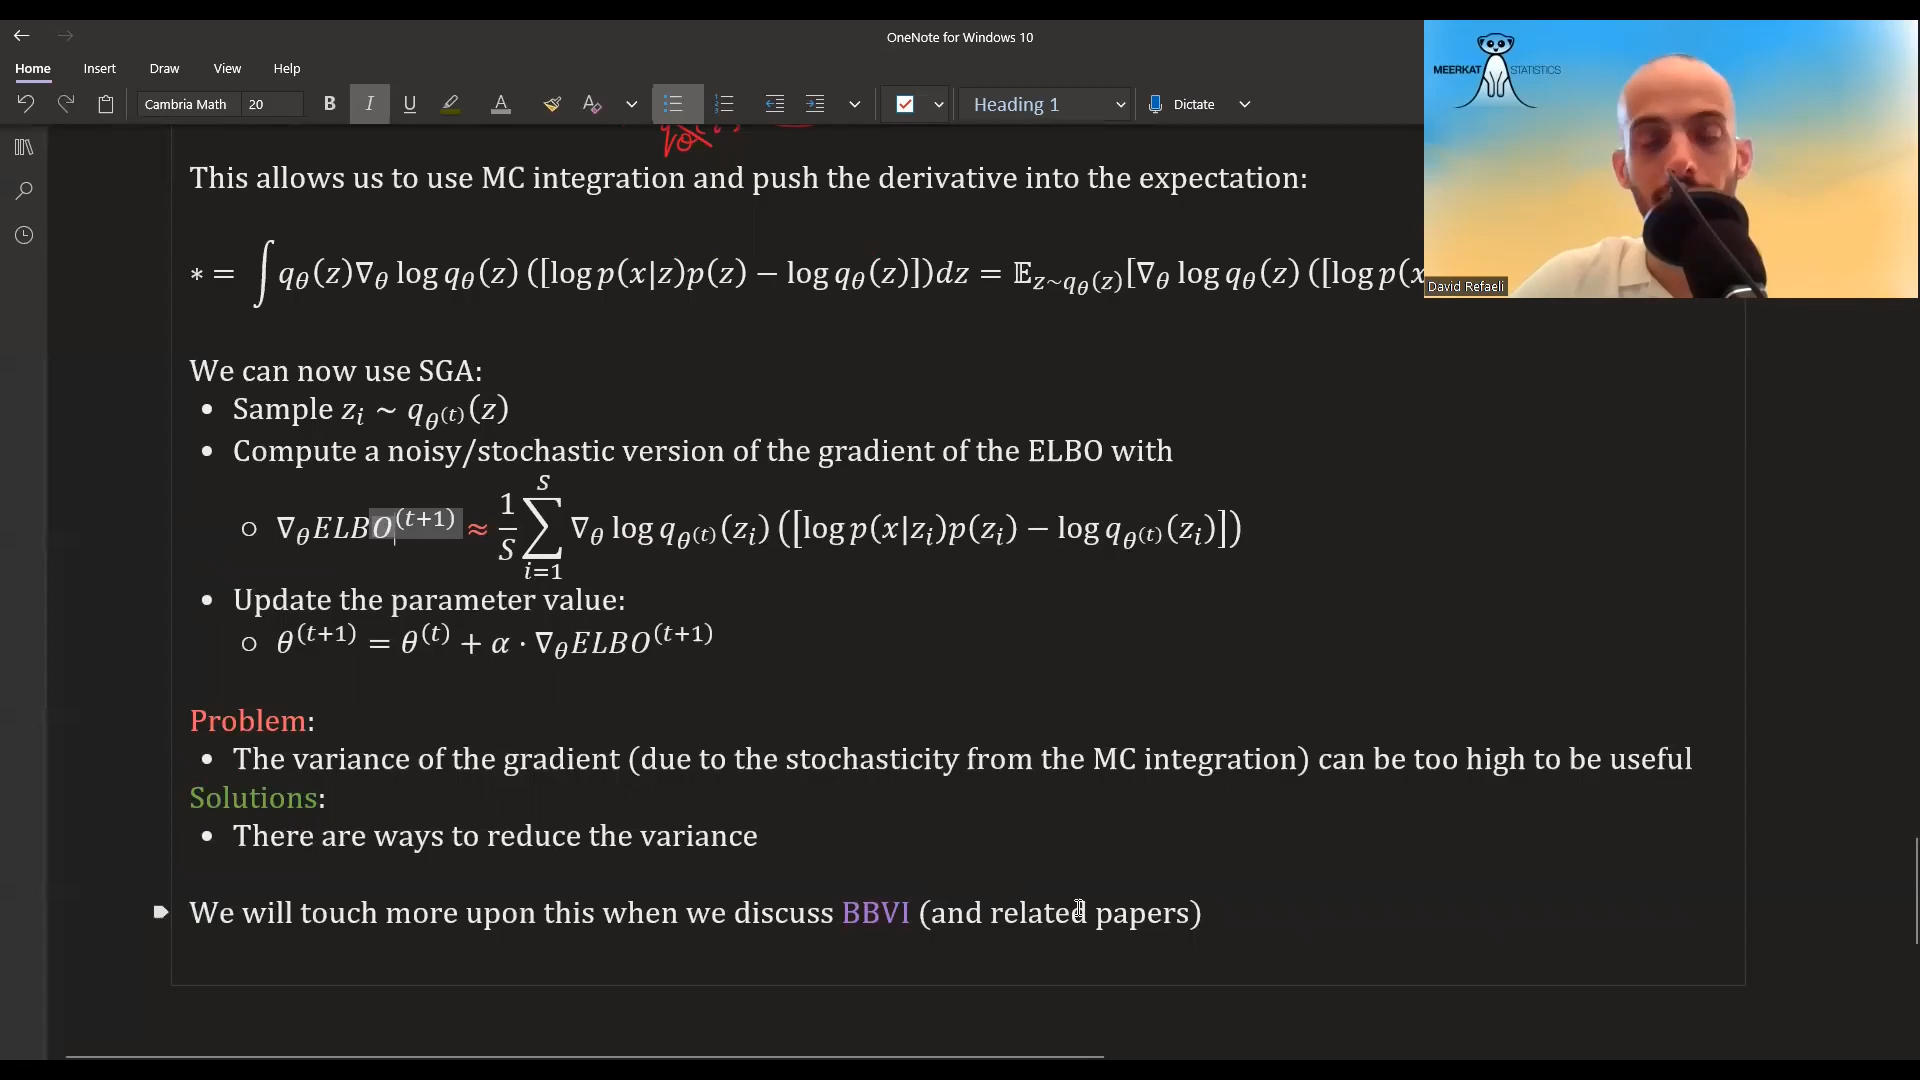 OneNote for Windows 10
Home Insert Draw View Help
Cambria Math 20 B I U A A Heading 1 Dictate
MEERKAT STATISTICS
David Refaeli
This allows us to use MC integration and push the derivative into the expectation:
∗ = ∫ q_θ(z)∇_θ log q_θ(z) ([log p(x|z)p(z) − log q_θ(z)])dz = 𝔼_{z~q_θ(z)}[∇_θ log q_θ(z) ([log p(x
We can now use SGA:
• Sample z_i ~ q_{θ^(t)}(z)
• Compute a noisy/stochastic version of the gradient of the ELBO with
○ ∇_θ ELBO^(t+1) ≈ 1/S ∑_{i=1}^{S} ∇_θ log q_{θ^(t)}(z_i) ([log p(x|z_i)p(z_i) − log q_{θ^(t)}(z_i)])
• Update the parameter value:
○ θ^(t+1) = θ^(t) + α · ∇_θ ELBO^(t+1)
Problem:
• The variance of the gradient (due to the stochasticity from the MC integration) can be too high to be useful
Solutions:
• There are ways to reduce the variance
We will touch more upon this when we discuss BBVI (and related papers)